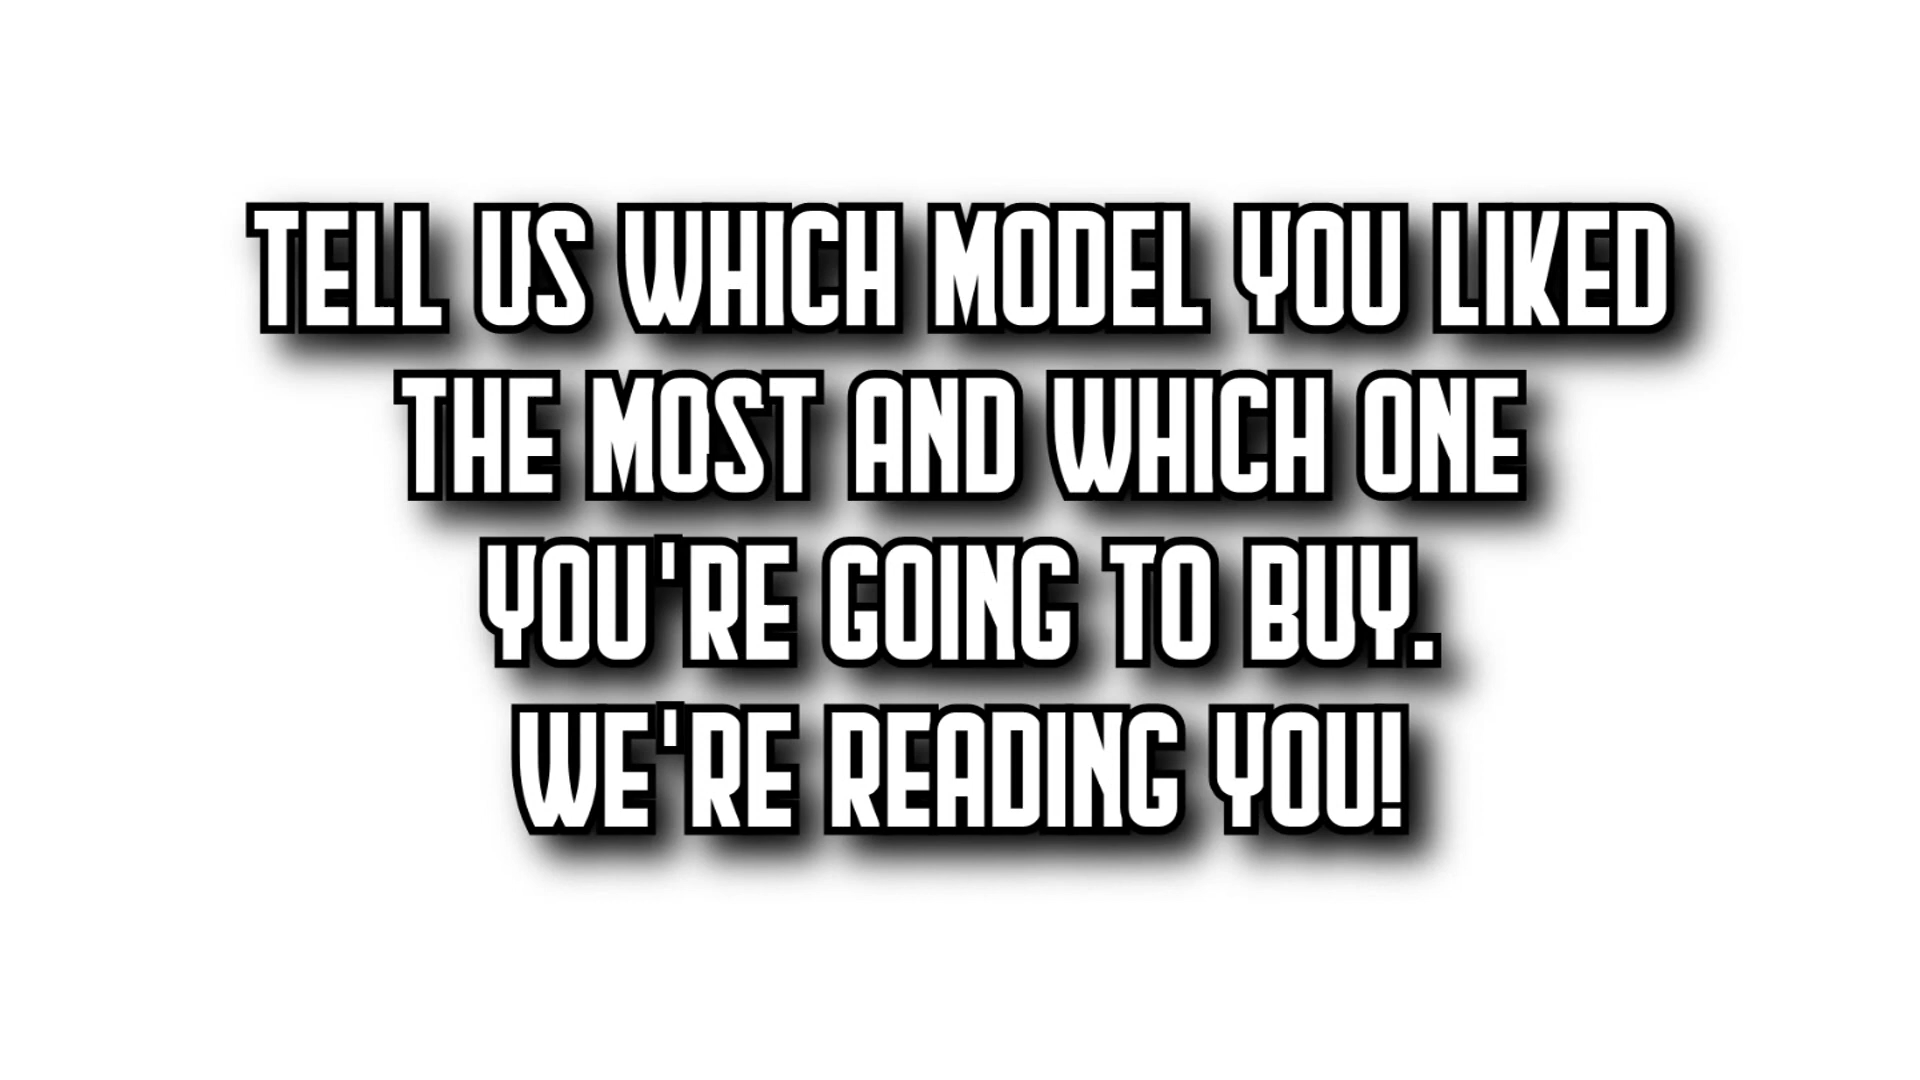 TELL US WHICH MODEL YOU LIKED
THE MOST AND WHICH ONE
YOU'RE GOING TO BUY.
WE'RE READING YOU!